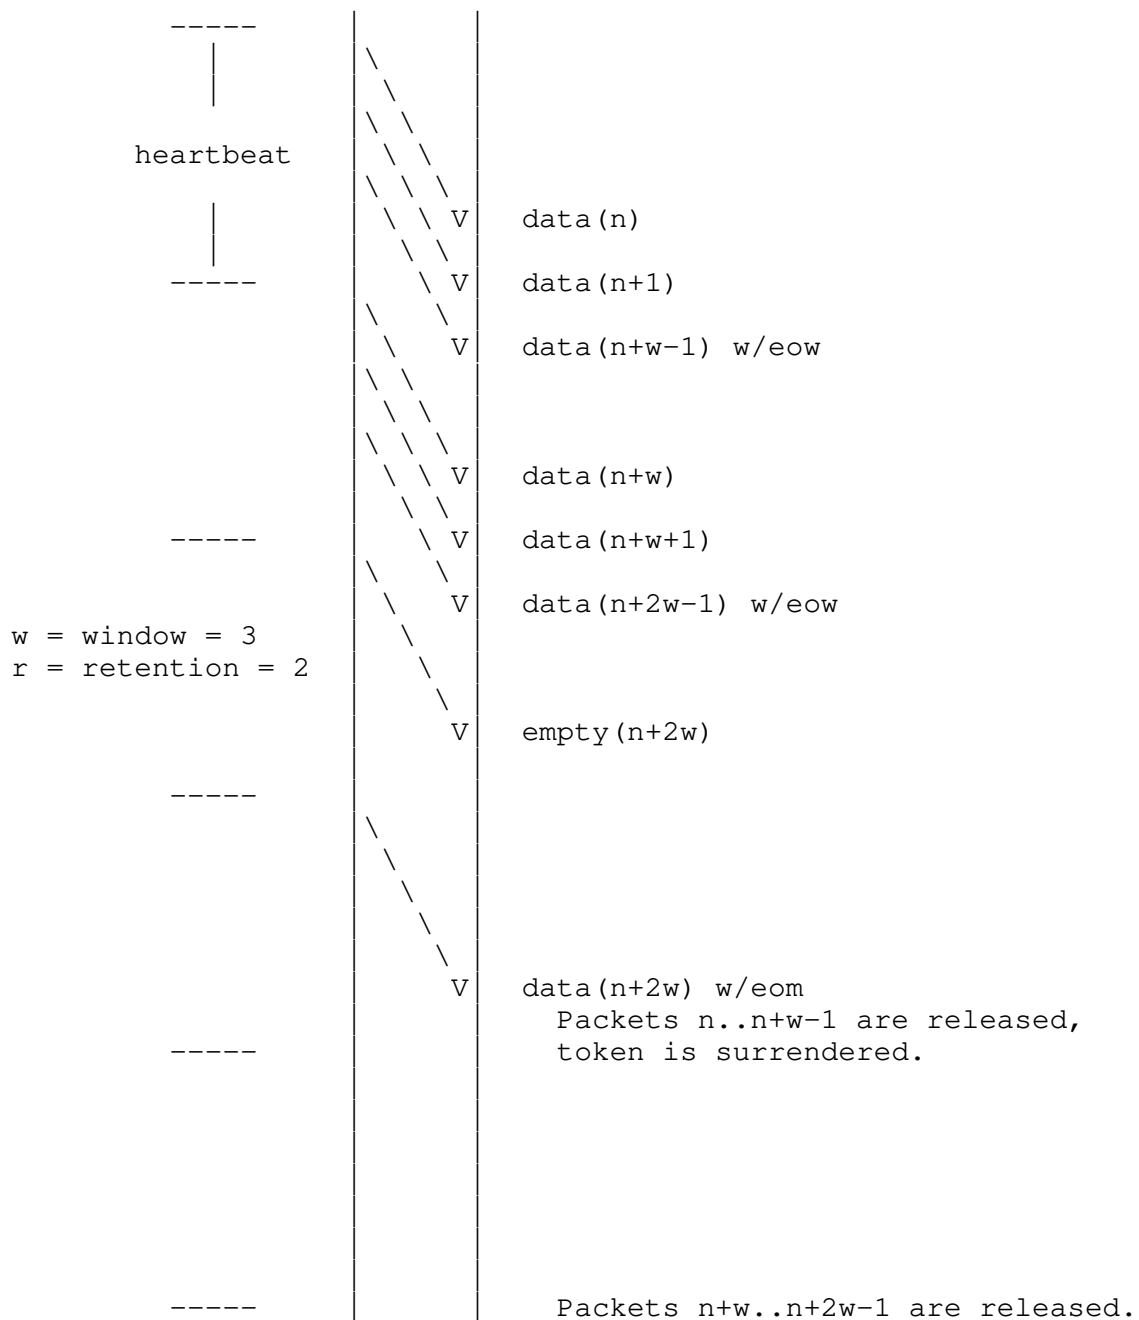 heartbeat
data(n)
data(n+1)
data(n+w-1) w/eow
data(n+w)
data(n+w+1)
data(n+2w-1) w/eow
w = window = 3
r = retention = 2
empty(n+2w)
data(n+2w) w/eom
Packets n..n+w-1 are released,
token is surrendered.
Packets n+w..n+2w-1 are released.